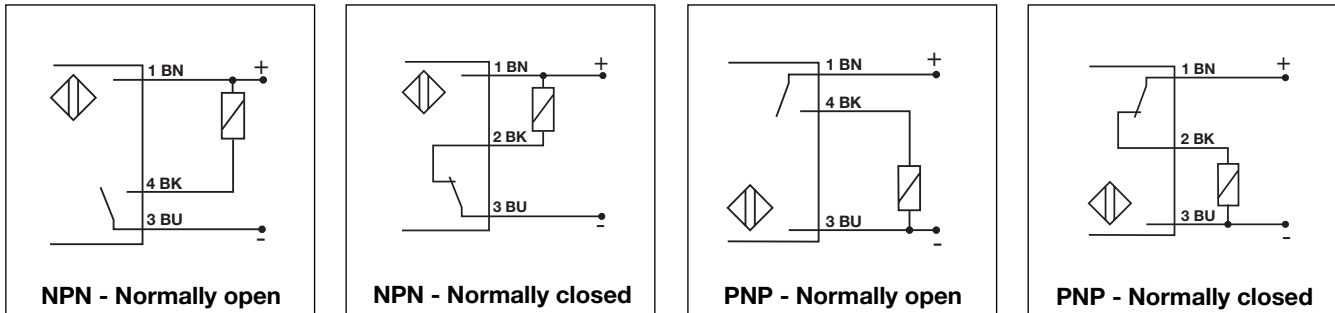 1 BN
+
4 BK
3 BU
-
NPN - Normally open
1 BN
+
2 BK
3 BU
-
NPN - Normally closed
1 BN
+
4 BK
3 BU
-
PNP - Normally open
1 BN
+
2 BK
3 BU
-
PNP - Normally closed